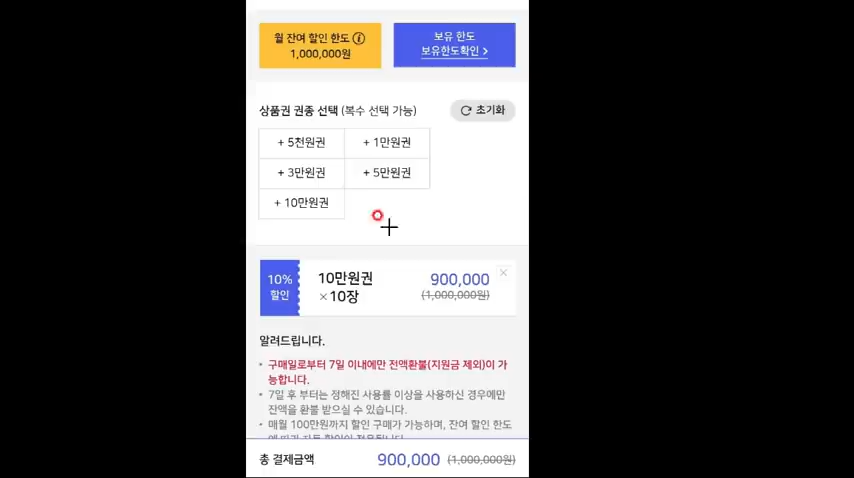 월 잔여 할인 한도 i
1,000,000원
보유 한도
보유한도확인 >
상품권 권종 선택 (복수 선택 가능)
초기화
+ 5천원권
+ 1만원권
+ 3만원권
+ 5만원권
+ 10만원권
10%
할인
10만원권
×10장
900,000
(1,000,000원)
알려드립니다.
• 구매일로부터 7일 이내에만 전액환불(지원금 제외)이 가
능합니다.
• 7일 후 부터는 정해진 사용률 이상을 사용하신 경우에만
잔액을 환불 받으실 수 있습니다.
• 매월 100만원까지 할인 구매가 가능하며, 잔여 할인 한도
총 결제금액
900,000 (1,000,000원)